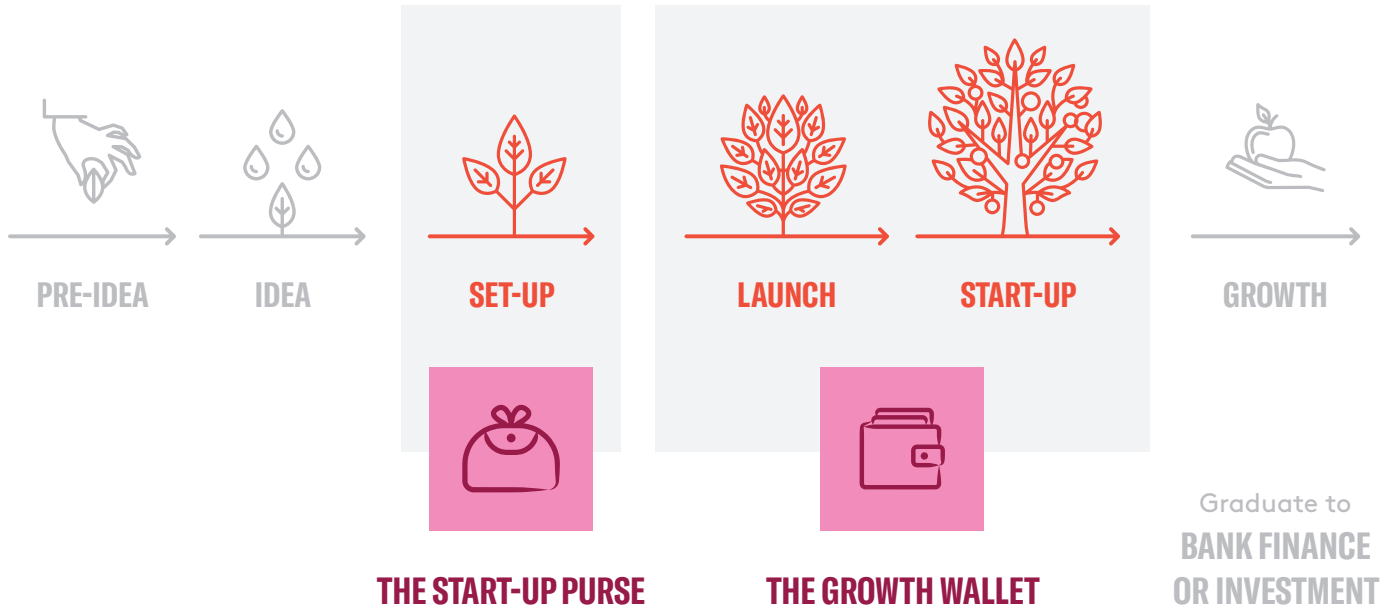 PRE-IDEA
IDEA
SET-UP
LAUNCH
START-UP
GROWTH
THE START-UP PURSE
THE GROWTH WALLET
Graduate to
BANK FINANCE
OR INVESTMENT